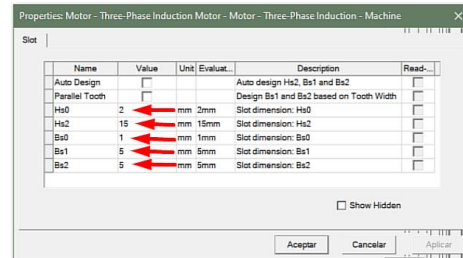 Properties: Motor - Three-Phase Induction Motor - Motor - Three-Phase Induction - Machine
Slot
Name Value Unit Evaluat... Description Read-...
Auto Design Auto design Hs2, Bs1 and Bs2
Parallel Tooth Design Bs1 and Bs2 based on Tooth Width
Hs0 2 mm 2mm Slot dimension: Hs0
Hs2 15 mm 15mm Slot dimension: Hs2
Bs0 1 mm 1mm Slot dimension: Bs0
Bs1 5 mm 5mm Slot dimension: Bs1
Bs2 5 mm 5mm Slot dimension: Bs2
Show Hidden
Aceptar Cancelar Aplicar